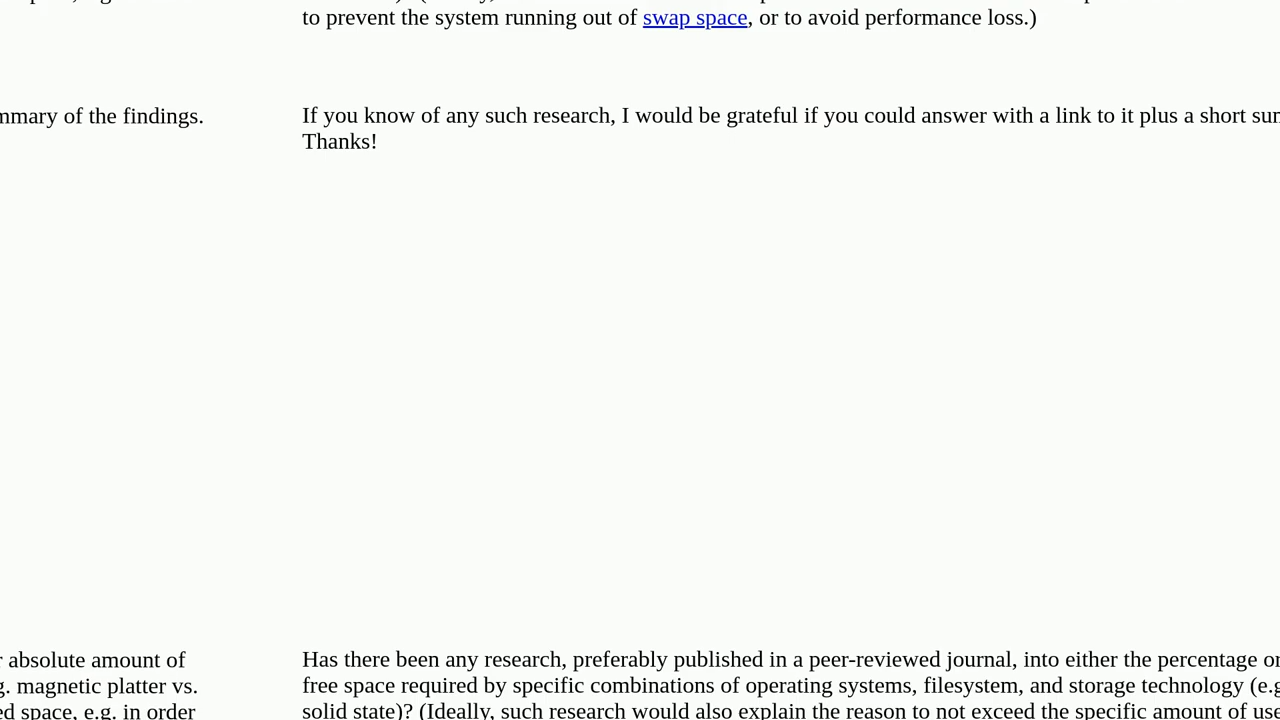 to prevent the system running out of swap space, or to avoid performance loss.)
mmary of the findings.
If you know of any such research, I would be grateful if you could answer with a link to it plus a short
Thanks!
absolute amount of
magnetic platter vs.
space, e.g. in order
Has there been any research, preferably published in a peer-reviewed journal, into either the percentage or
free space required by specific combinations of operating systems, filesystem, and storage technology (e.g
solid state)? (Ideally, such research would also explain the reason to not exceed the specific amount of